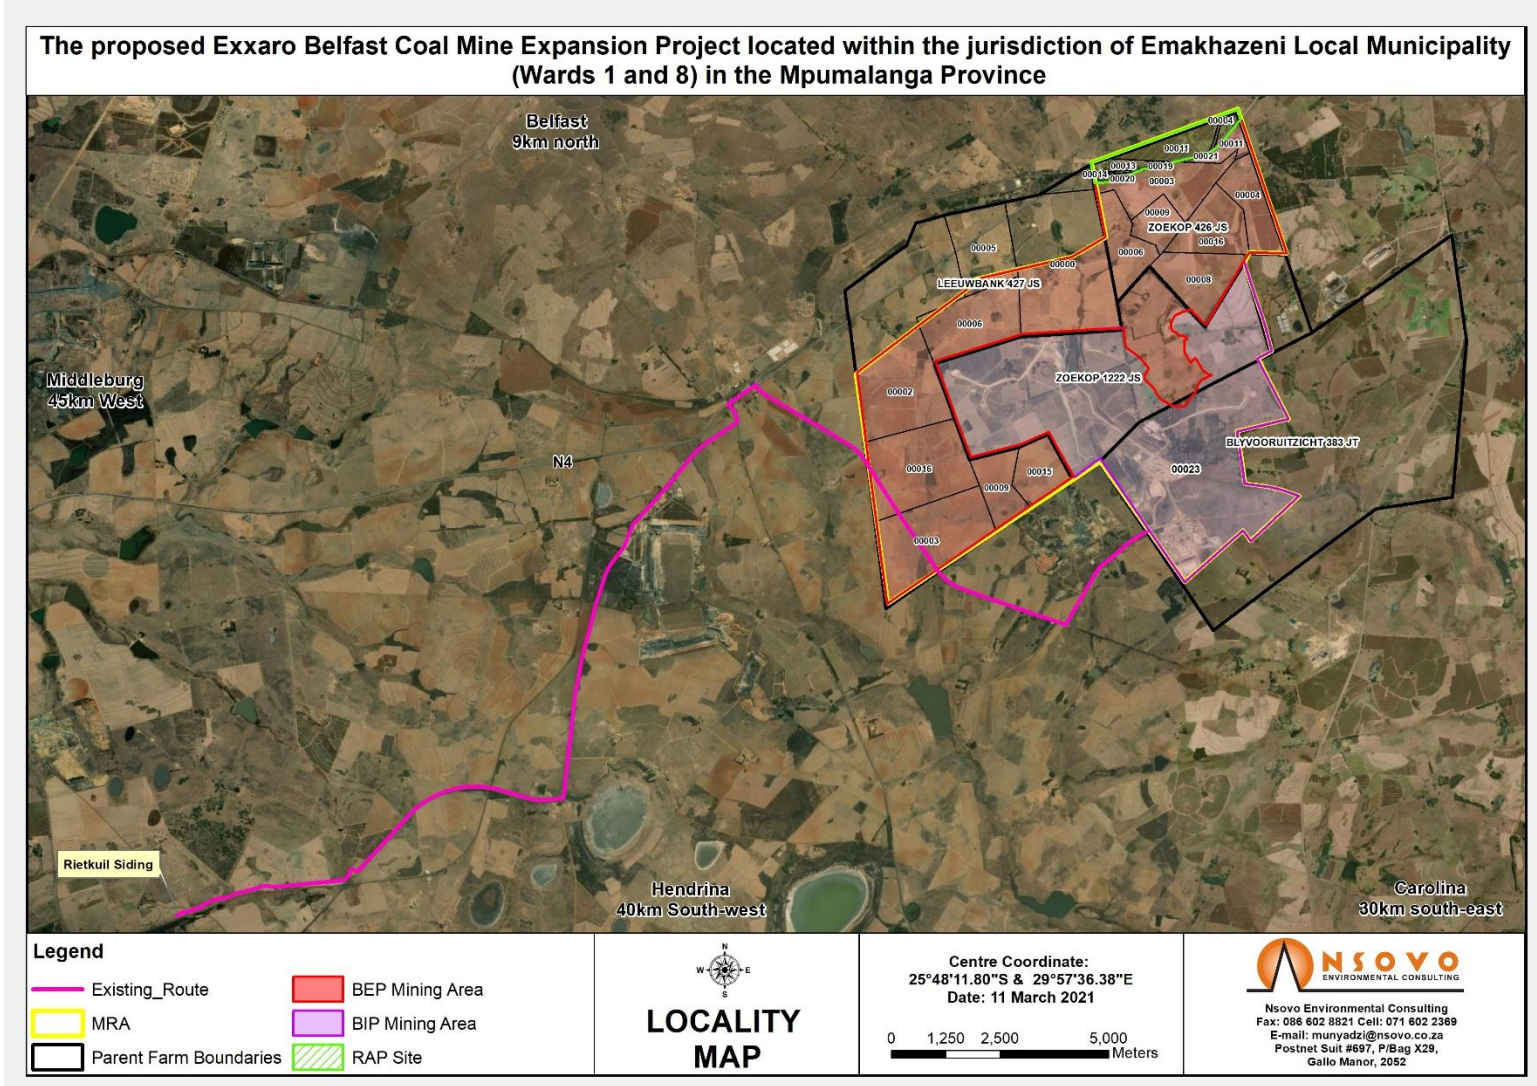 The proposed Exxaro Belfast Coal Mine Expansion Project located within the jurisdiction of Emakhazeni Local Municipality
(Wards 1 and 8) in the Mpumalanga Province
Belfast
9km north
00004
00011
00011
00021
00013
00019
00014
00020
00003
00004
00009
ZOEKOP 426 JS
00016
00005
00006
00000
00008
LEEUWBANK 427 JS
00006
Middleburg
45km West
ZOEKOP 1222 JS
00002
BLYVOORUITZICHT 383 JT
N4
00016
00015
00023
00009
00003
Rietkuil Siding
Hendrina
40km South-west
Carolina
30km south-east
Legend
Existing_Route
MRA
Parent Farm Boundaries
BEP Mining Area
BIP Mining Area
RAP Site
N
W
E
S
LOCALITY
MAP
Centre Coordinate:
25°48'11.80"S & 29°57'36.38"E
Date: 11 March 2021
0 1,250 2,500 5,000
Meters
NSOVO
ENVIRONMENTAL CONSULTING
Nsovo Environmental Consulting
Fax: 086 602 8821 Cell: 071 602 2369
E-mail: munyadzi@nsovo.co.za
Postnet Suit #697, P/Bag X29,
Gallo Manor, 2052